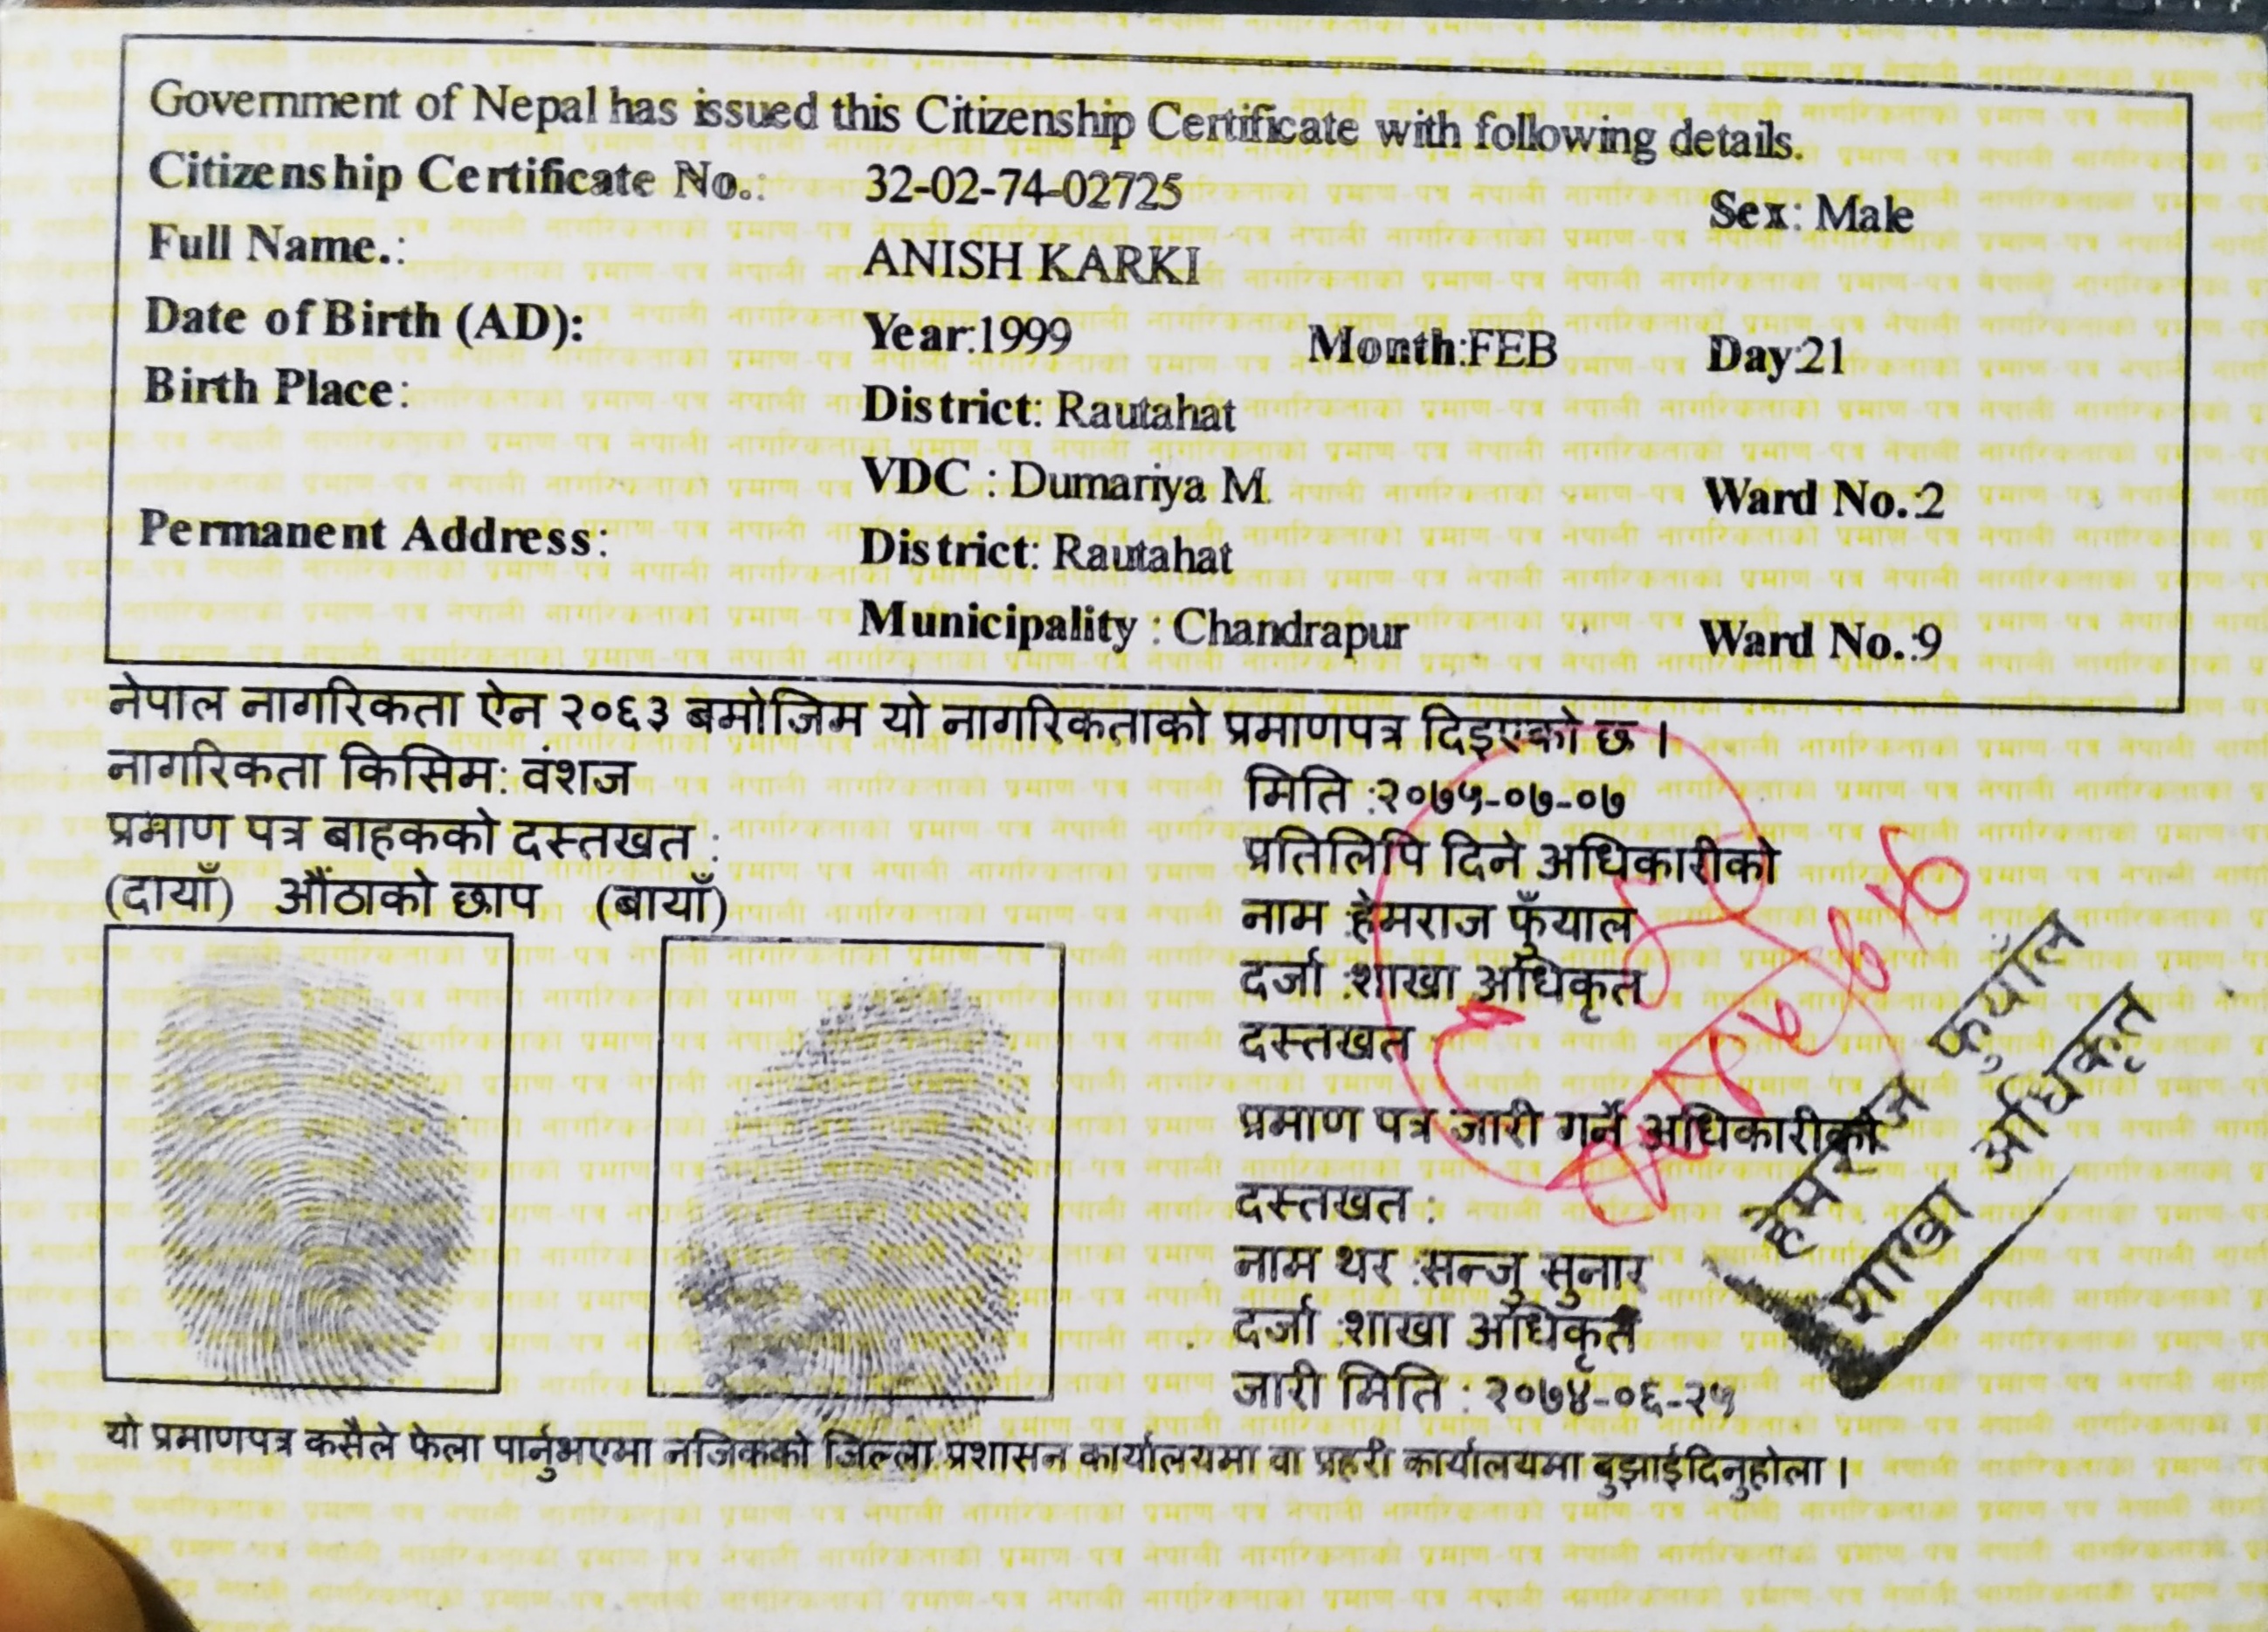 Government of Nepal has issued this Citizenship Certificate with following details.
Citizenship Certificate No.: 32-02-74-02725 Sex: Male
Full Name.: ANISH KARKI
Date of Birth (AD): Year:1999 Month:FEB Day:21
Birth Place: District: Rautahat
VDC : Dumariya M Ward No.:2
Permanent Address: District: Rautahat
Municipality : Chandrapur Ward No.:9
नेपाल नागरिकता ऐन २०६३ बमोजिम यो नागरिकताको प्रमाणपत्र दिइएको छ ।
नागरिकता किसिम: वंशज
प्रमाण पत्र बाहकको दस्तखत :
(दायाँ) औंठाको छाप (बायाँ)
मिति :२०७५-०७-०७
प्रतिलिपि दिने अधिकारीको
नाम :हेमराज फुँयाल
दर्जा :शाखा अधिकृत
दस्तखत :
प्रमाण पत्र जारी गर्ने अधिकारीको
दस्तखत :
नाम थर :सन्जु सुनार
दर्जा :शाखा अधिकृत
जारी मिति : २०७४-०६-२५
हेमराज फुयाँल
शाखा अधिकृत
यो प्रमाणपत्र कसैले फेला पार्नुभएमा नजिकको जिल्ला प्रशासन कार्यालयमा वा प्रहरी कार्यालयमा बुझाईदिनुहोला ।